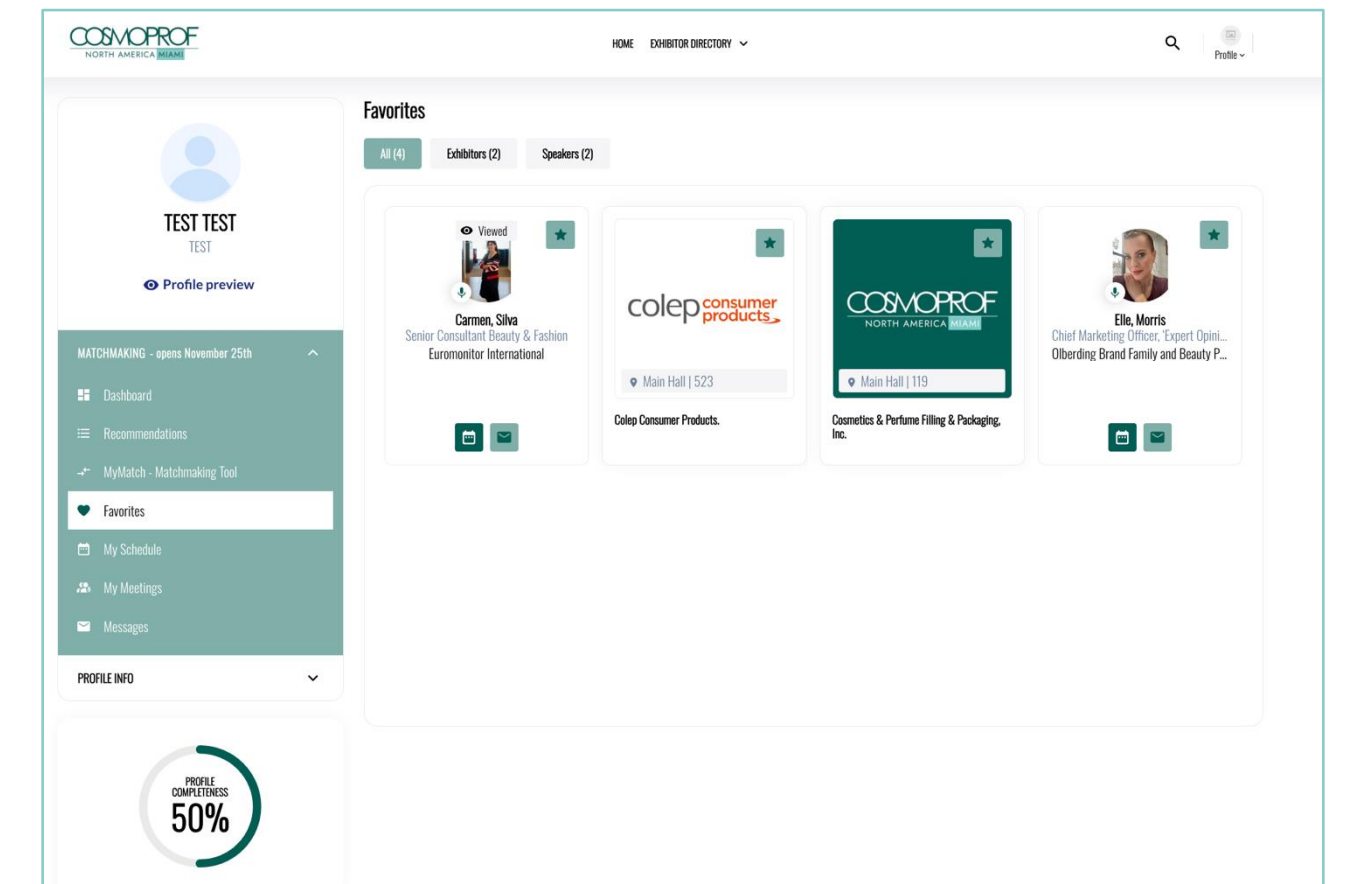 COSMOPROF
NORTH AMERICA MIAMI
HOME EXHIBITOR DIRECTORY
Profile
TEST TEST
TEST
Profile preview
MATCHMAKING - opens November 25th
Dashboard
Recommendations
MyMatch - Matchmaking Tool
Favorites
My Schedule
My Meetings
Messages
PROFILE INFO
PROFILE
COMPLETENESS
50%
Favorites
All (4) Exhibitors (2) Speakers (2)
Viewed
Carmen, Silva
Senior Consultant Beauty & Fashion
Euromonitor International
colep consumer
products
Main Hall | 523
Colep Consumer Products.
COSMOPROF
NORTH AMERICA MIAMI
Main Hall | 119
Cosmetics & Perfume Filling & Packaging,
Inc.
Elle, Morris
Chief Marketing Officer, 'Expert Opini...
Olberding Brand Family and Beauty P...